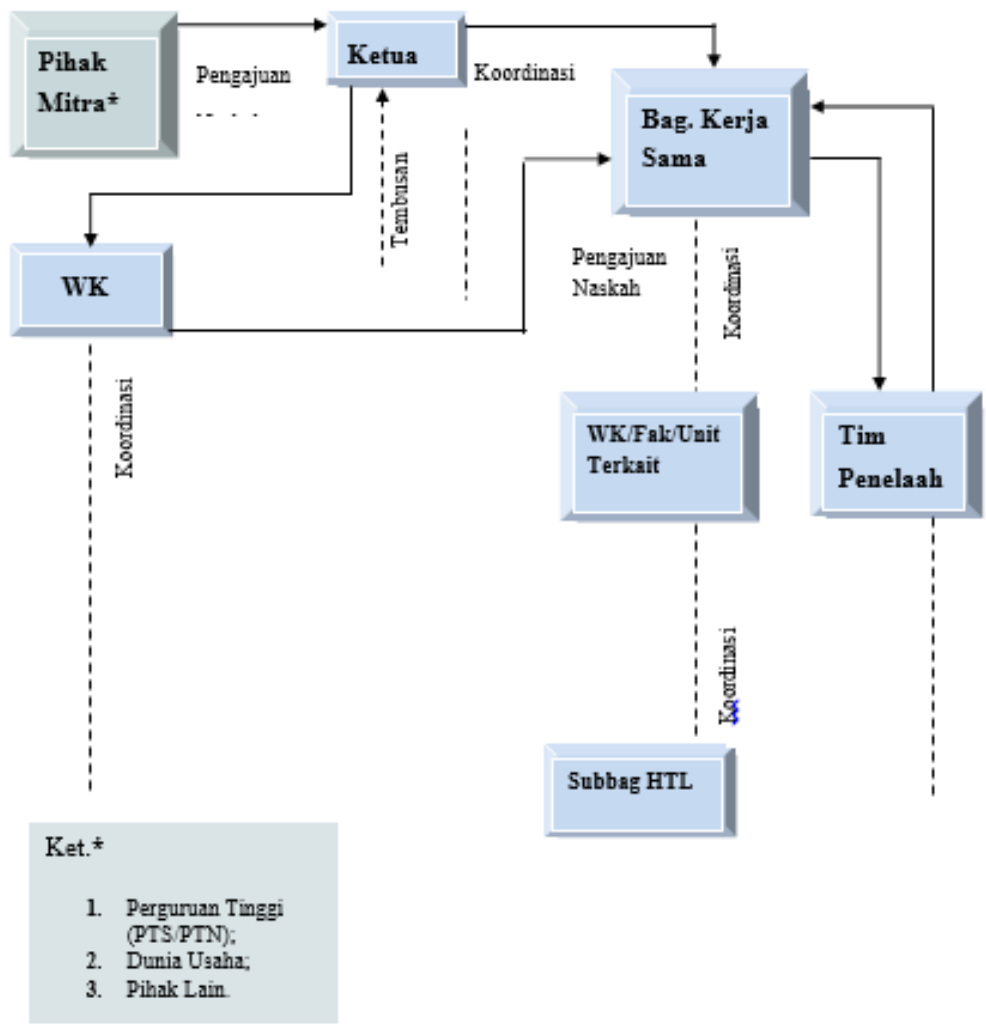 Pihak
Mitra*
Pengajuan
Ketua
Koordinasi
Bag. Kerja
Sama
Tembusan
WK
Pengajuan
Naskah
Koordinasi
Koordinasi
WK/Fak/Unit
Terkait
Tim
Penelaah
Koordinasi
Subbag HTL
Ket.*
1. Perguruan Tinggi
(PTS/PTN);
2. Dunia Usaha;
3. Pihak Lain.